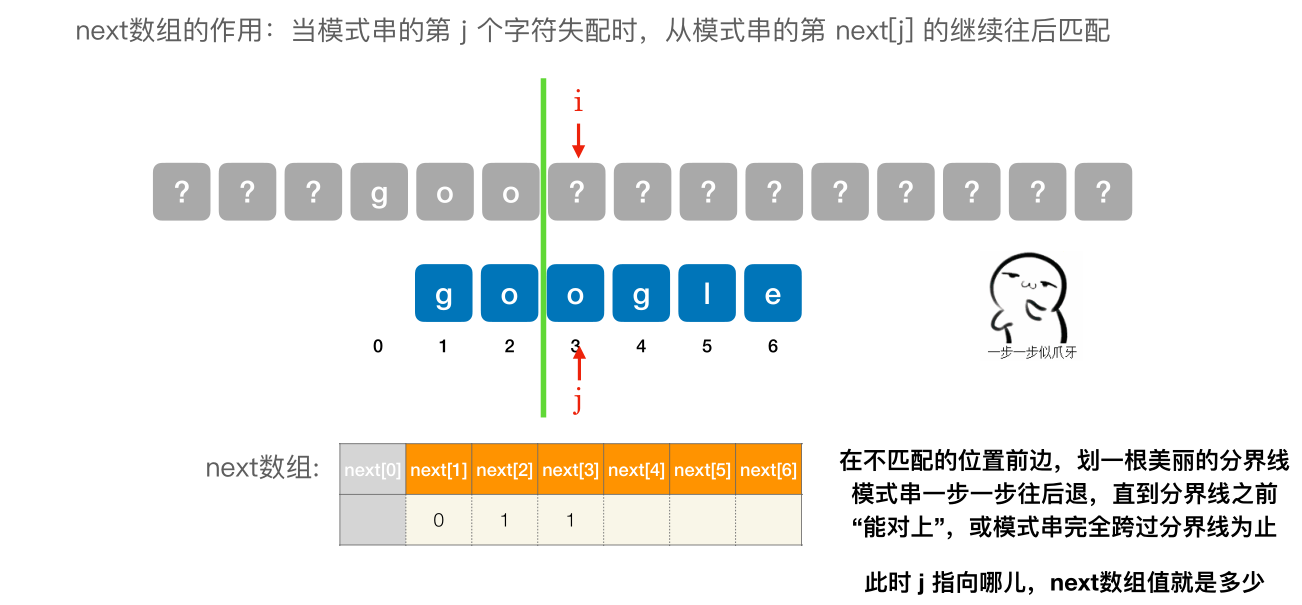 next数组的作用：当模式串的第 j 个字符失配时，从模式串的第 next[j] 的继续往后匹配
i
? ? ? g o o ? ? ? ? ? ? ? ? ?
g o o g l e
0 1 2 3 4 5 6
一步一步似爪牙
j
next数组:
next[0] next[1] next[2] next[3] next[4] next[5] next[6]
0 1 1
在不匹配的位置前边，划一根美丽的分界线
模式串一步一步往后退，直到分界线之前
“能对上”，或模式串完全跨过分界线为止
此时 j 指向哪儿，next数组值就是多少